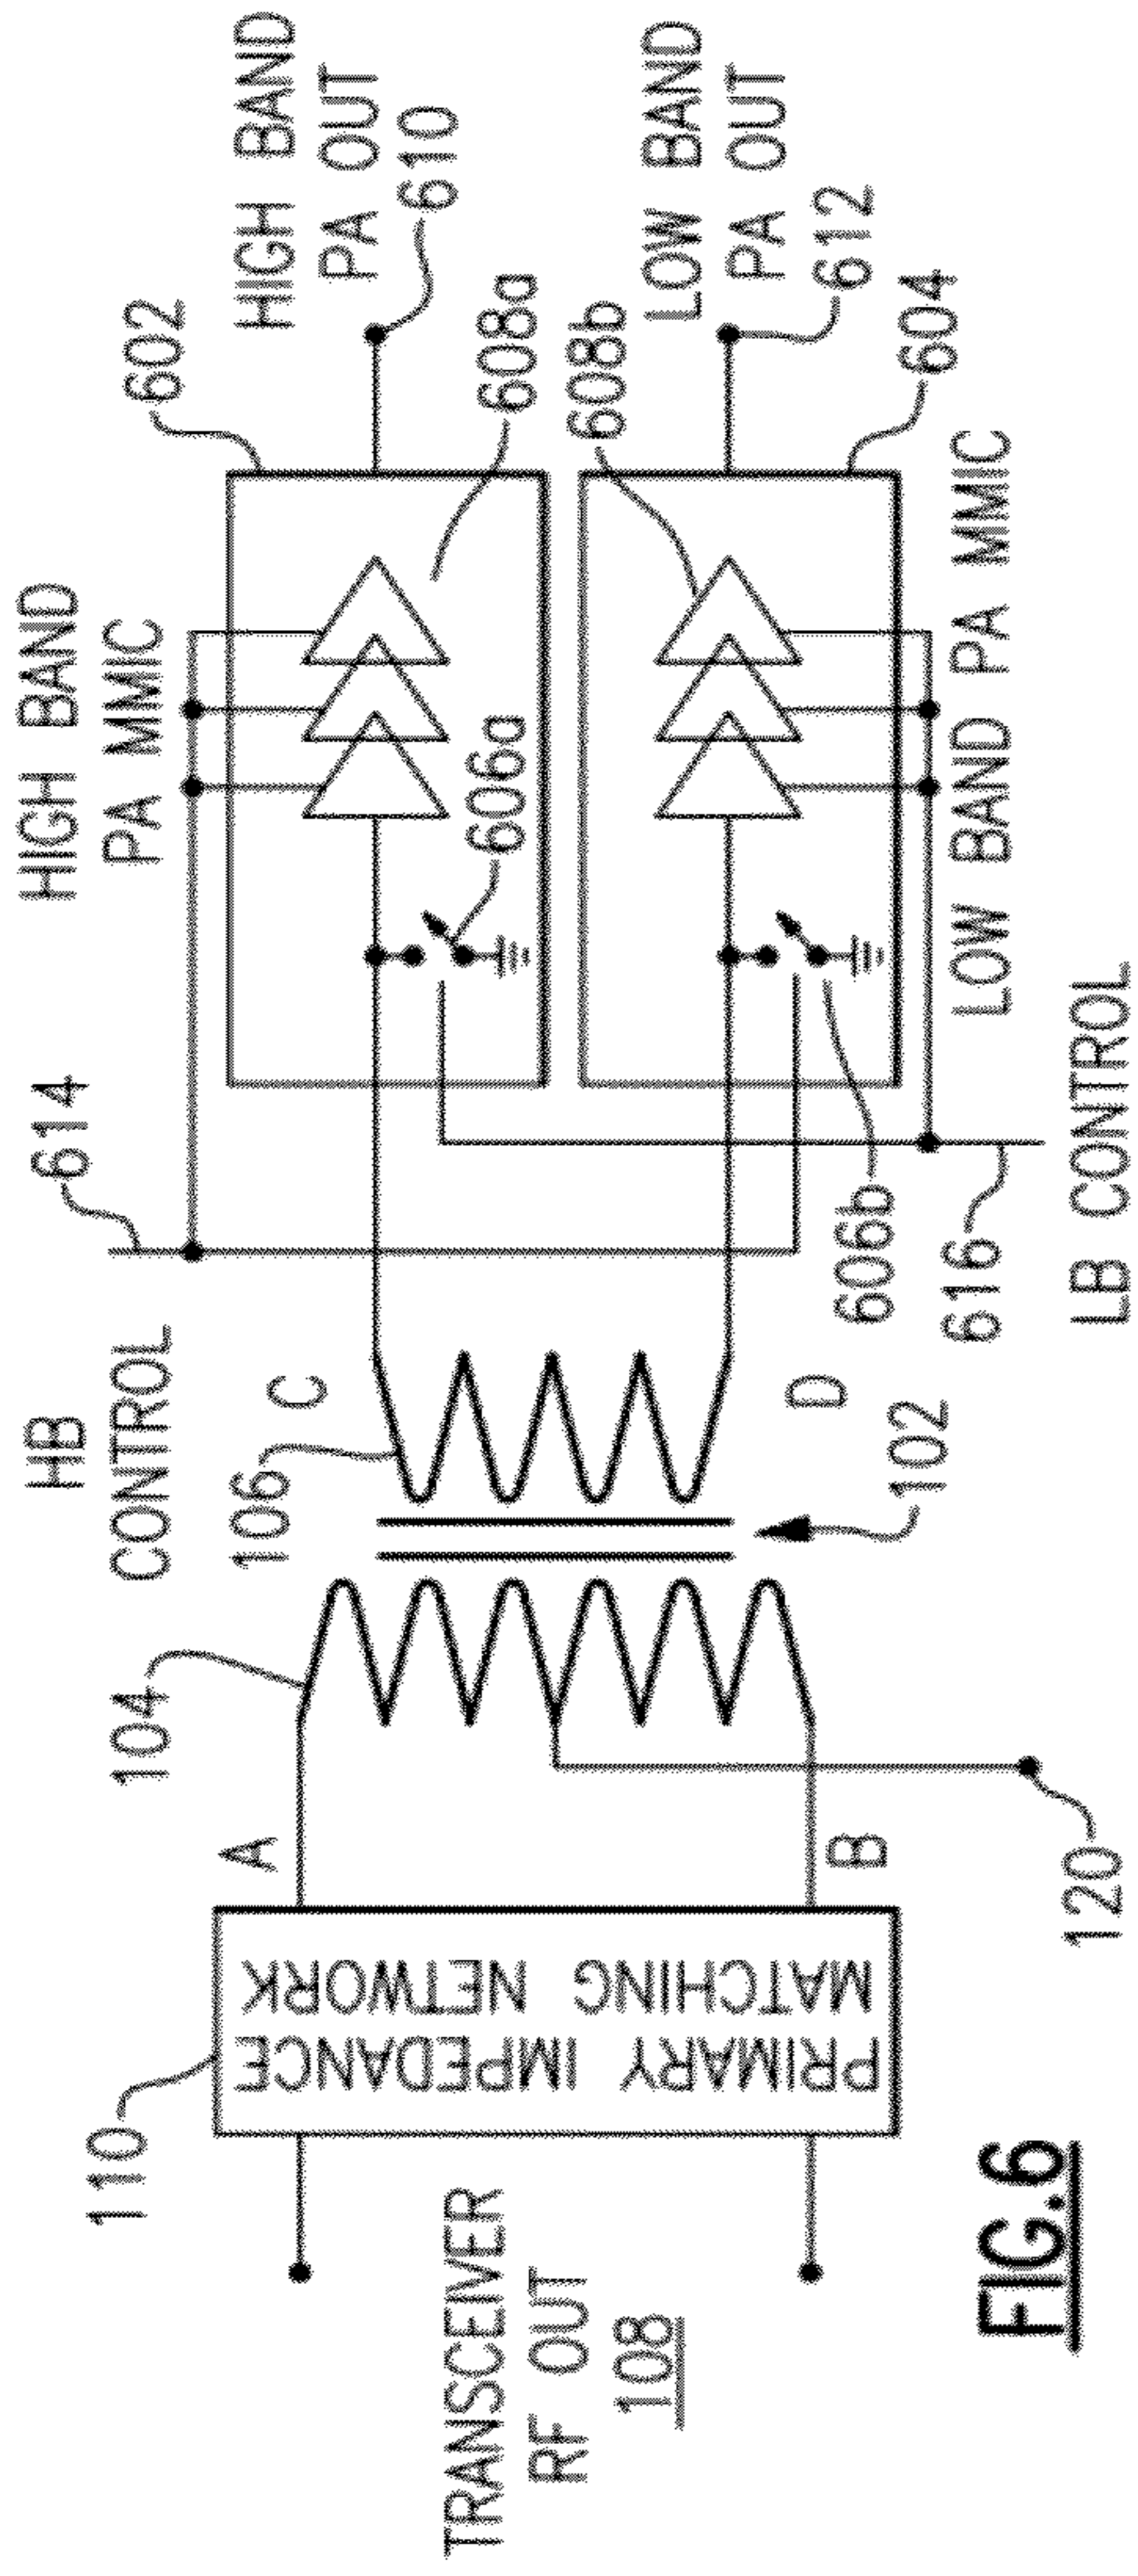 HIGH BAND
PA MMIC
602
HIGH BAND
PA OUT
610
608a
606a
614
HB
CONTROL
106
C
104
A
110
PRIMARY IMPEDANCE
MATCHING NETWORK
TRANSCEIVER
RF OUT
108
B
120
D
102
608b
LOW BAND
PA OUT
612
604
LOW BAND PA MMIC
606b
616
LB CONTROL
FIG.6